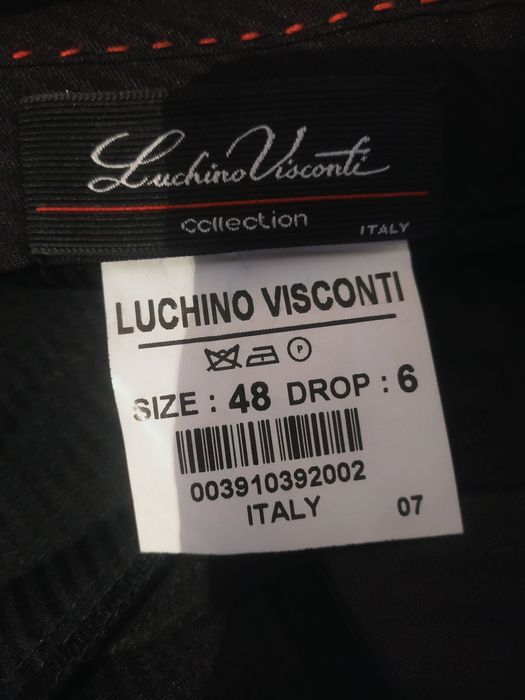 Luchino Visconti
collection
ITALY
LUCHINO VISCONTI
P
SIZE : 48 DROP : 6
003910392002
ITALY 07